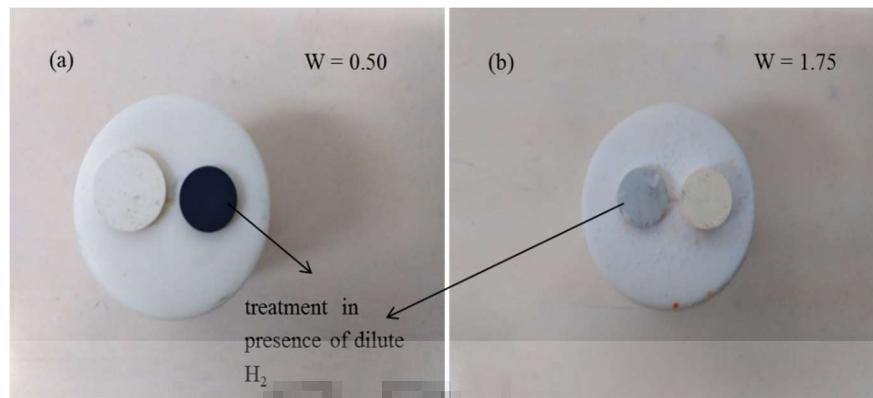 (a) W = 0.50
(b) W = 1.75
treatment in
presence of dilute
H₂